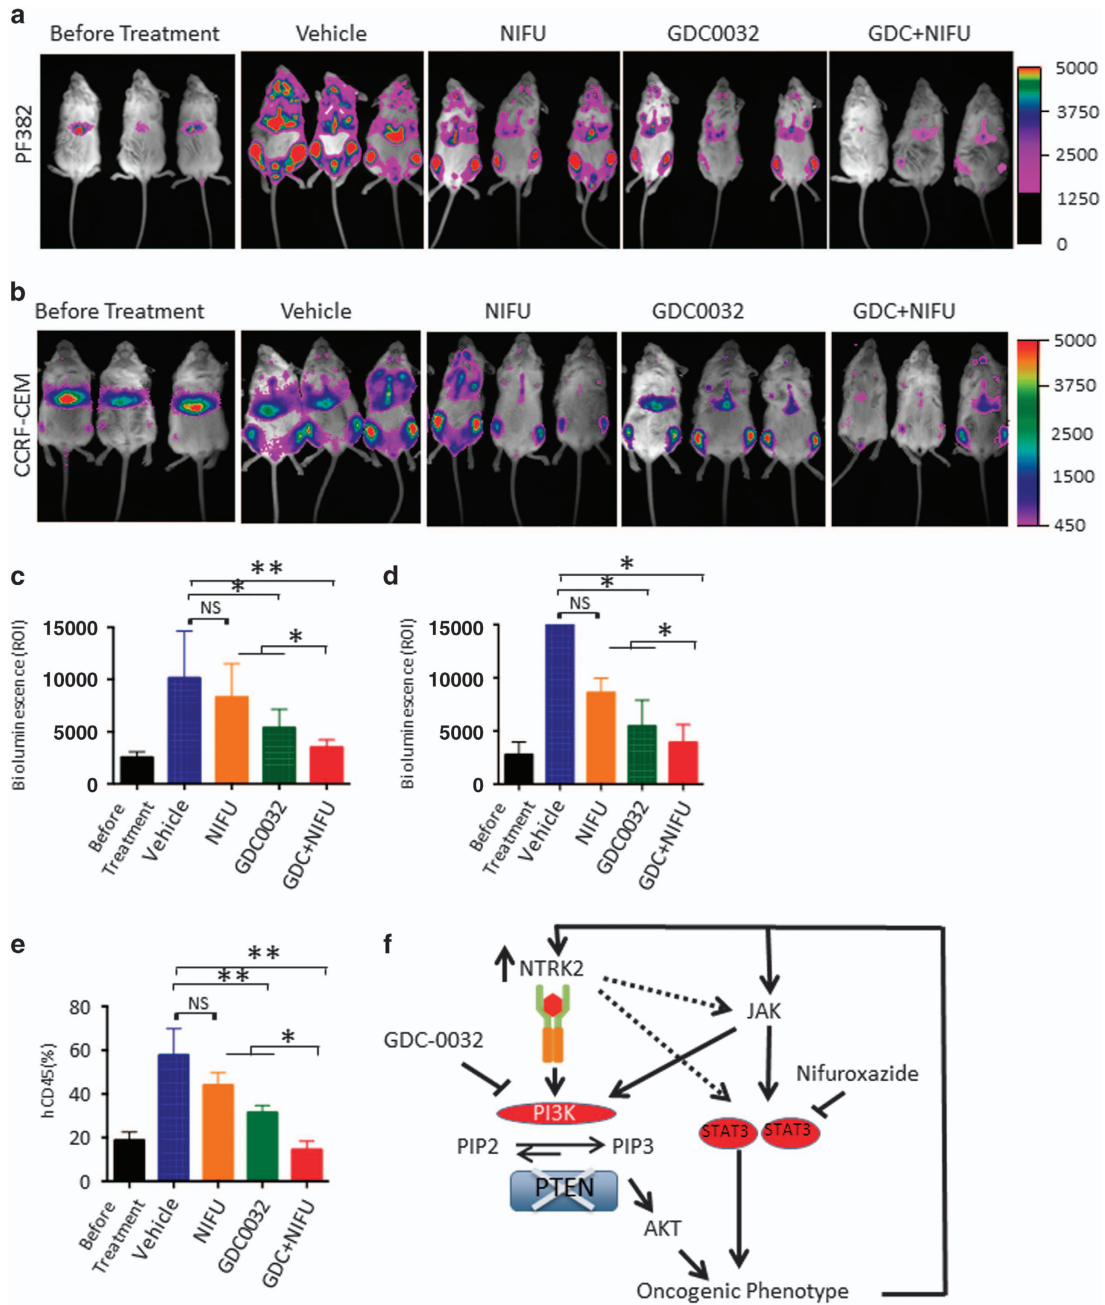 a
Before Treatment Vehicle NIFU GDC0032 GDC+NIFU
PF382
5000
3750
2500
1250
0
b
Before Treatment Vehicle NIFU GDC0032 GDC+NIFU
CCRF-CEM
5000
3750
2500
1500
450
c
**
*
NS
*
Bioluminescence (ROI)
15000
10000
5000
0
Before Treatment
Vehicle
NIFU
GDC0032
GDC+NIFU
d
*
*
NS
*
Bioluminescence (ROI)
15000
10000
5000
0
Before Treatment
Vehicle
NIFU
GDC0032
GDC+NIFU
e
**
**
NS
*
hCD45(%)
80
60
40
20
0
Before Treatment
Vehicle
NIFU
GDC0032
GDC+NIFU
f
NTRK2
JAK
GDC-0032
Nifuroxazide
PI3K
STAT3 STAT3
PIP2 PIP3
PTEN
AKT
Oncogenic Phenotype